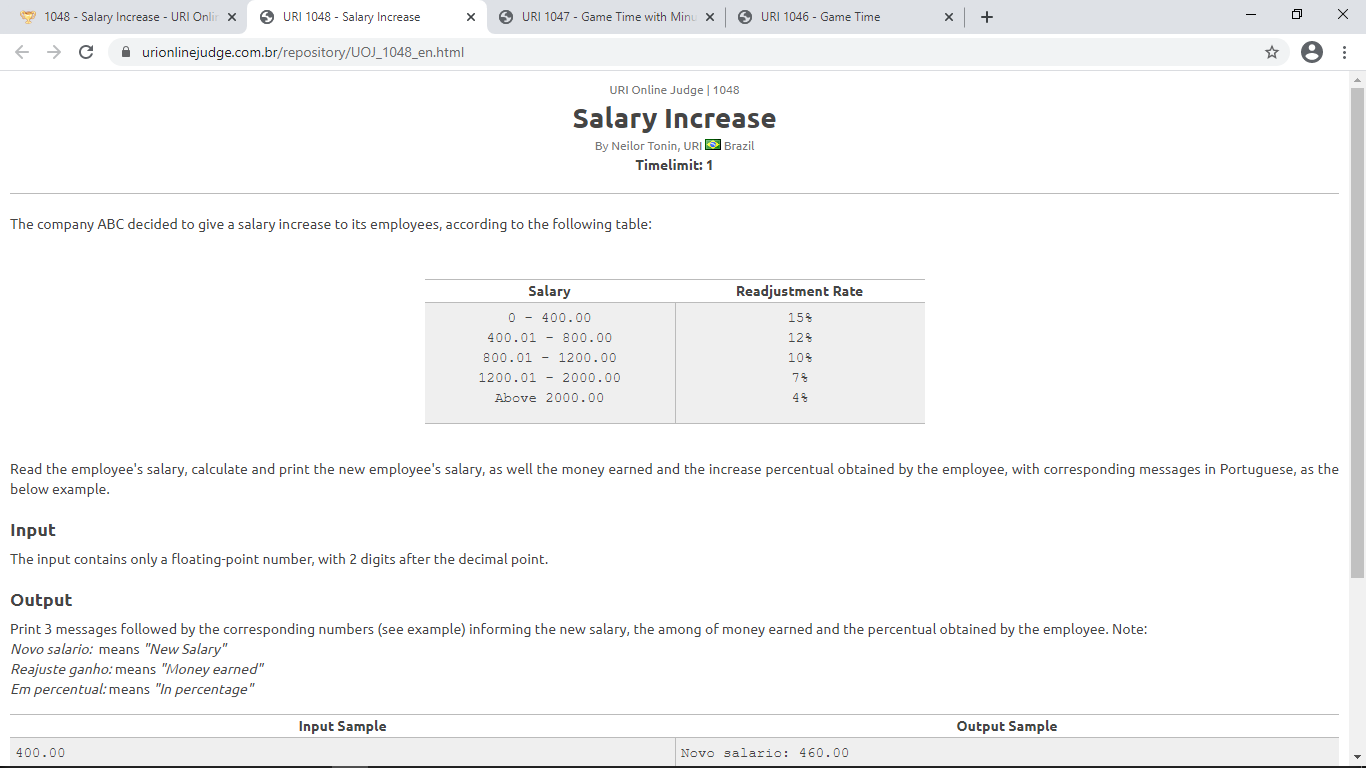 1048 - Salary Increase - URI Onlin
URI 1048 - Salary Increase
URI 1047 - Game Time with Minu
URI 1046 - Game Time
urionlinejudge.com.br/repository/UOJ_1048_en.html
URI Online Judge | 1048
Salary Increase
By Neilor Tonin, URI Brazil
Timelimit: 1
The company ABC decided to give a salary increase to its employees, according to the following table:
Salary Readjustment Rate
0 - 400.00 15%
400.01 - 800.00 12%
800.01 - 1200.00 10%
1200.01 - 2000.00 7%
Above 2000.00 4%
Read the employee's salary, calculate and print the new employee's salary, as well the money earned and the increase percentual obtained by the employee, with corresponding messages in Portuguese, as the
below example.
Input
The input contains only a floating-point number, with 2 digits after the decimal point.
Output
Print 3 messages followed by the corresponding numbers (see example) informing the new salary, the among of money earned and the percentual obtained by the employee. Note:
Novo salario: means "New Salary"
Reajuste ganho: means "Money earned"
Em percentual: means "In percentage"
Input Sample Output Sample
400.00 Novo salario: 460.00